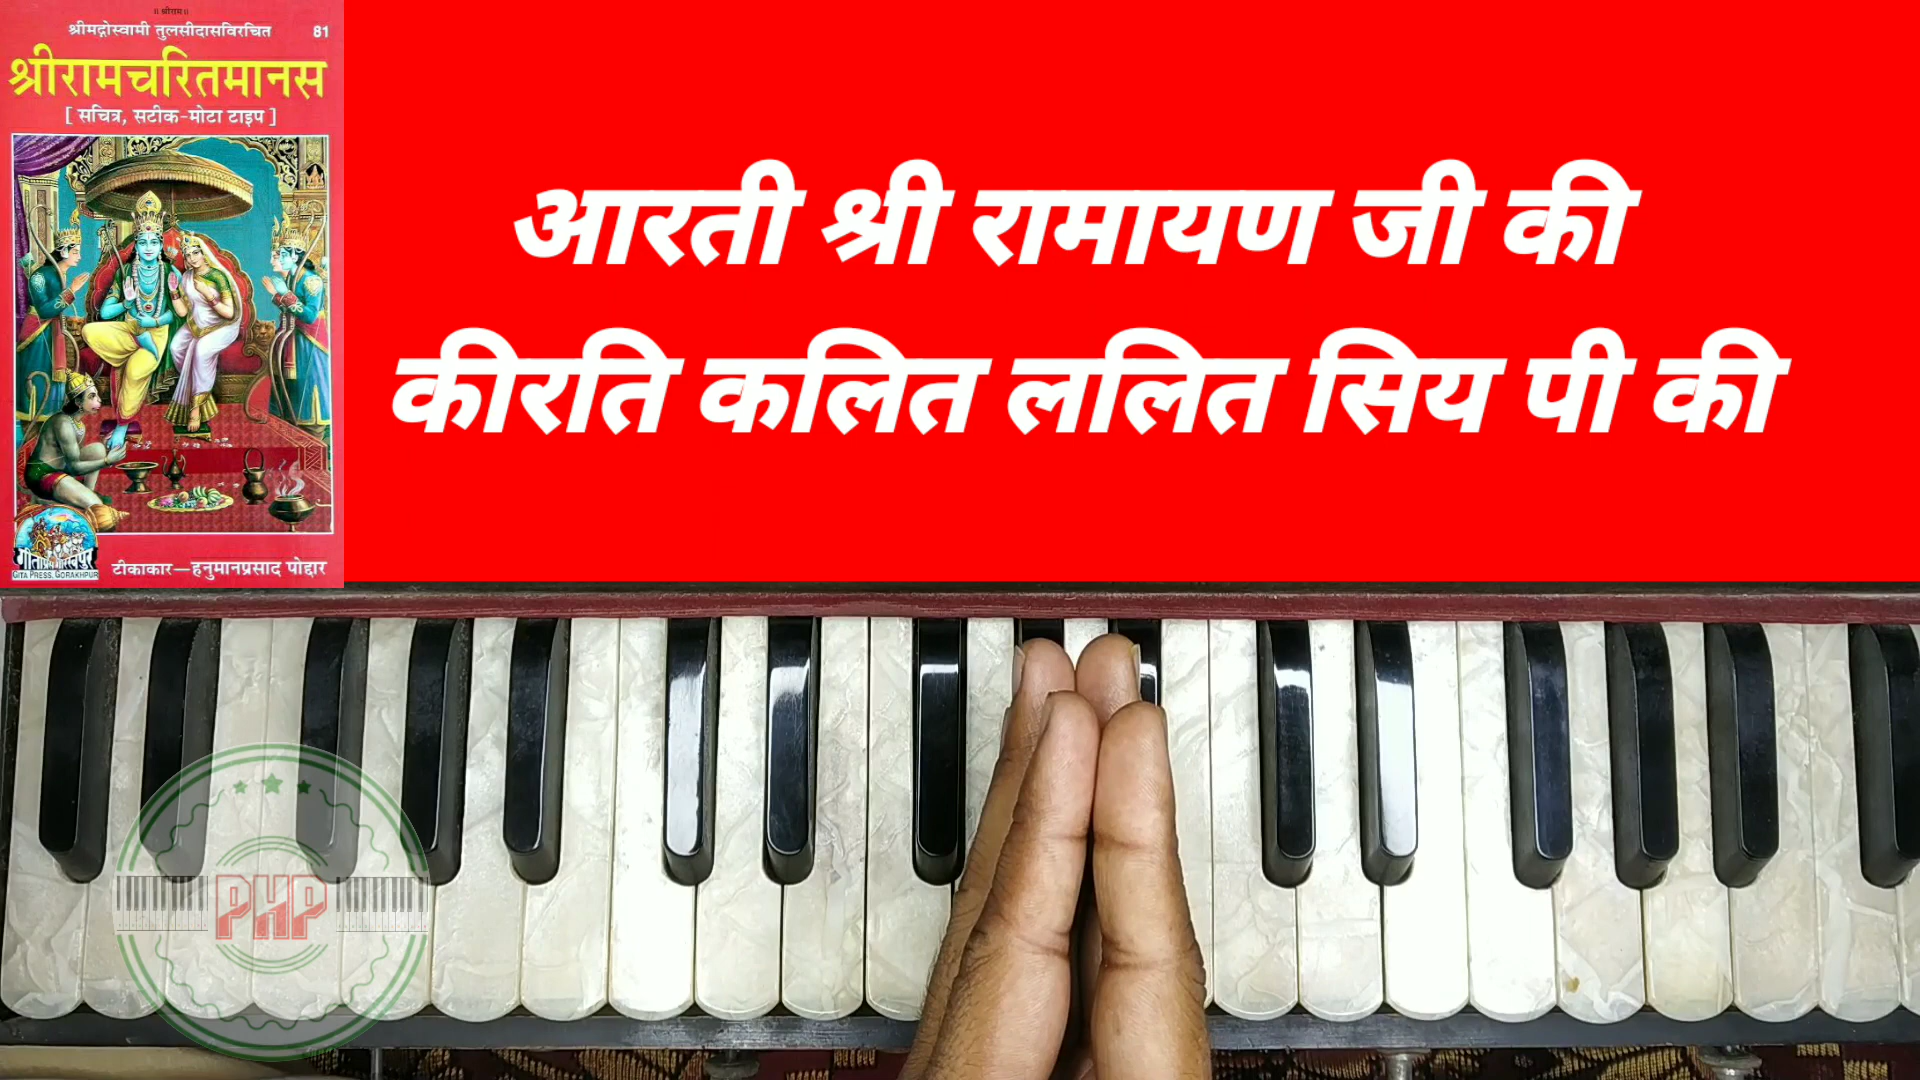 ॥ श्रीराम ॥
श्रीमद्गोस्वामी तुलसीदासविरचित 81
श्रीरामचरितमानस
[ सचित्र, सटीक-मोटा टाइप ]
गीताप्रेस गोरखपुर
GITA PRESS, GORAKHPUR
टीकाकार—हनुमानप्रसाद पोद्दार
आरती श्री रामायण जी की
कीरति कलित ललित सिय पी की
PHP